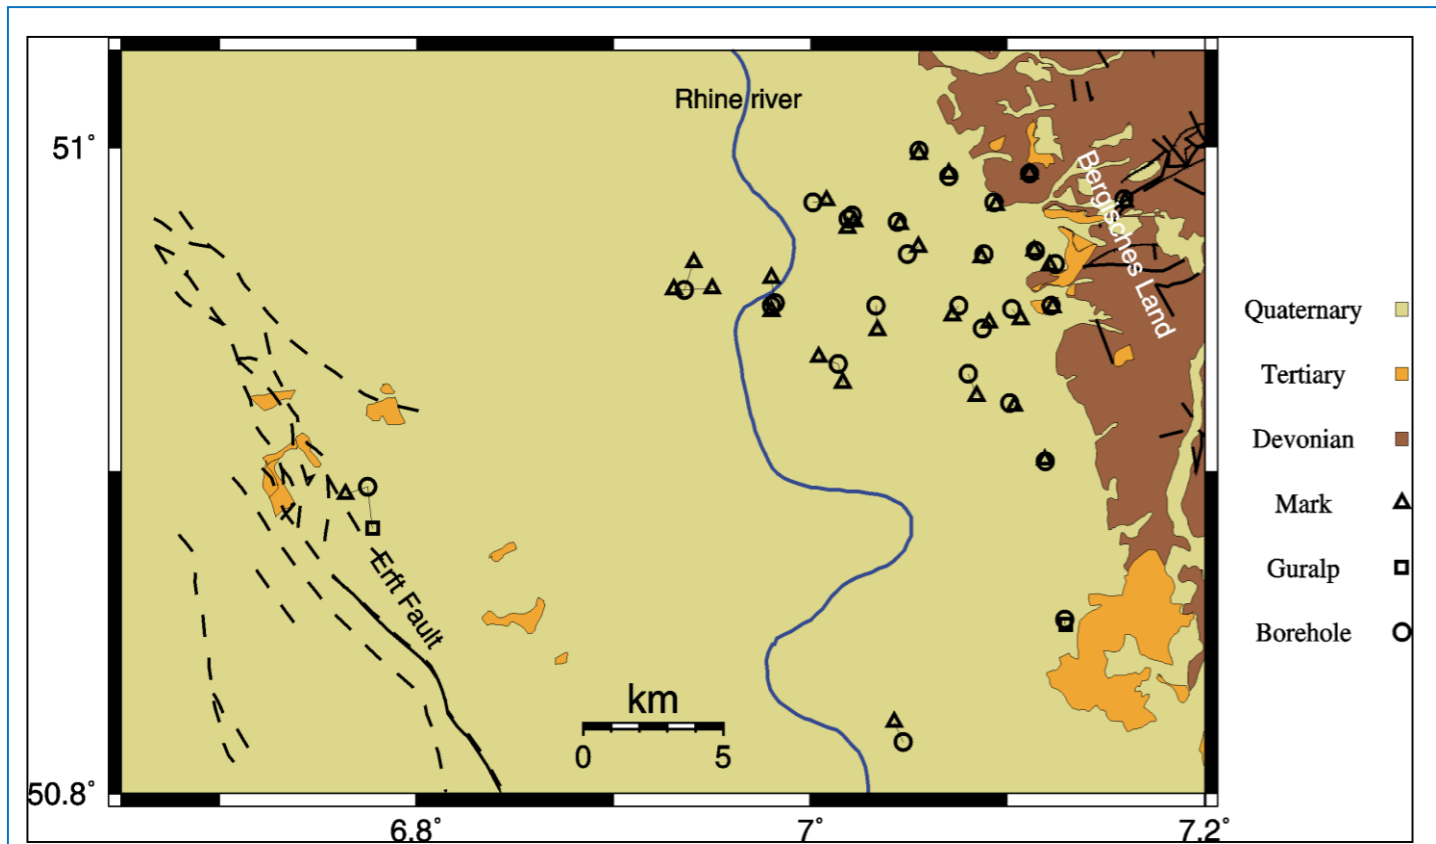 Rhine river
51°
Bergisches Land
Quaternary
Tertiary
Devonian
Mark
Guralp
Borehole
Erft Fault
km
0 5
50.8°
6.8° 7° 7.2°